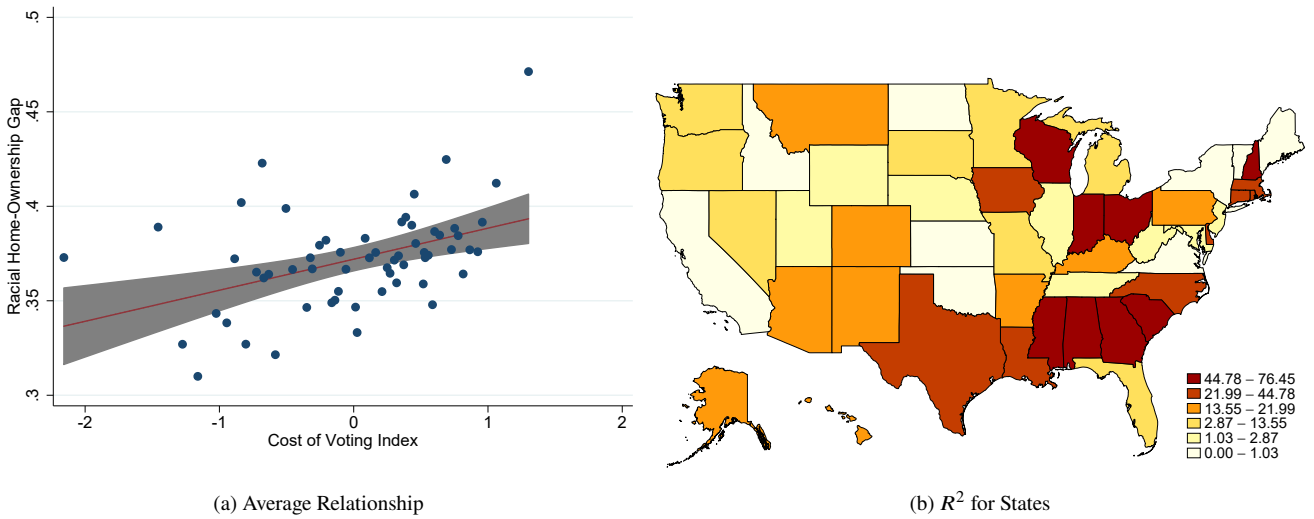 .5
.45
.4
.35
.3
Racial Home-Ownership Gap
-2
-1
0
1
2
Cost of Voting Index
44.78 – 76.45
21.99 – 44.78
13.55 – 21.99
2.87 – 13.55
1.03 – 2.87
0.00 – 1.03
(a) Average Relationship
(b) R² for States